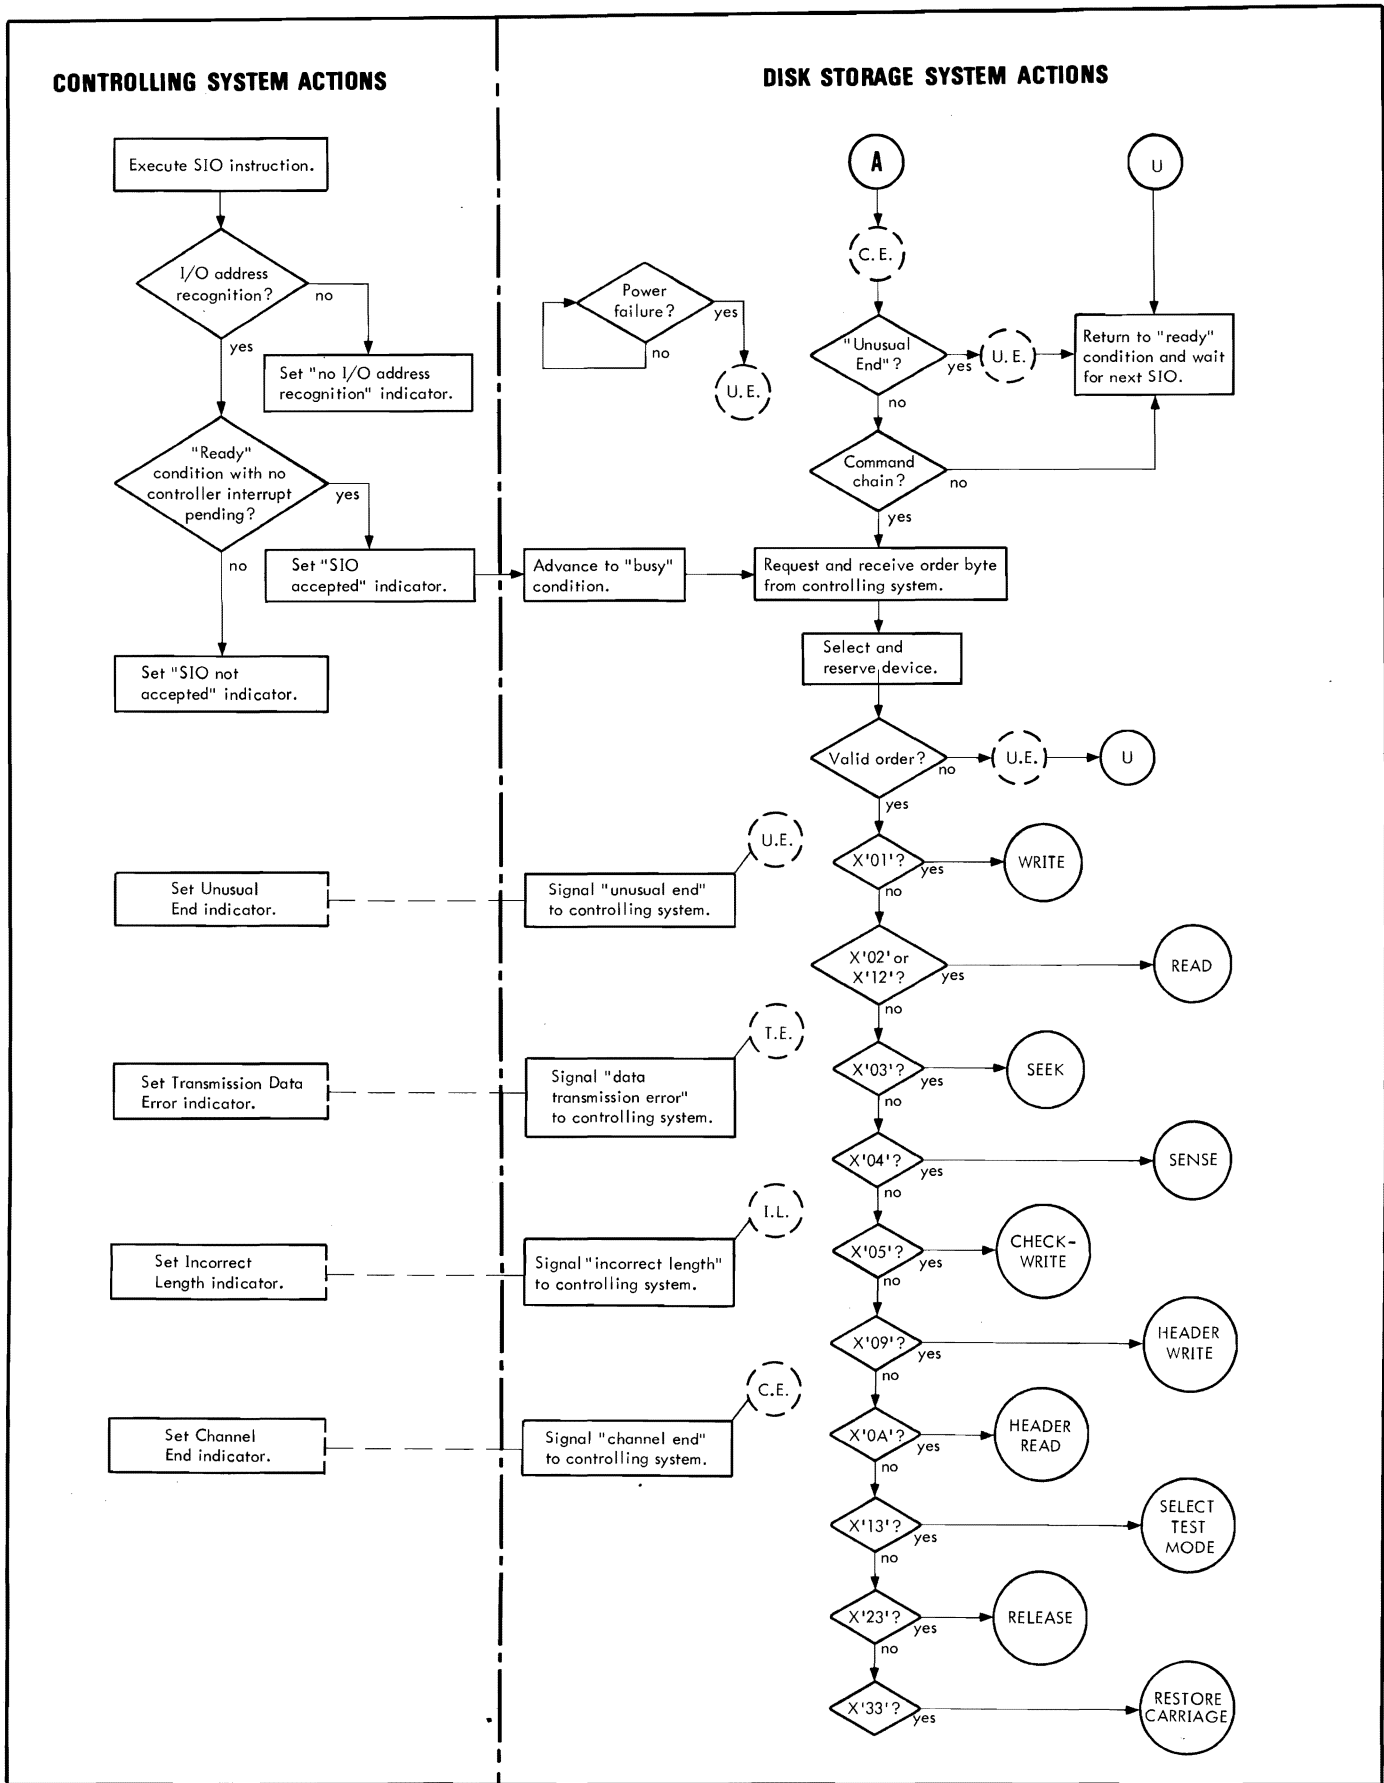 CONTROLLING SYSTEM ACTIONS
DISK STORAGE SYSTEM ACTIONS
Execute SIO instruction.
I/O address
recognition?
no
yes
Set "no I/O address
recognition" indicator.
"Ready"
condition with no
controller interrupt
pending?
yes
no
Set "SIO
accepted" indicator.
Set "SIO not
accepted" indicator.
Power
failure?
yes
no
U.E.
A
C.E.
"Unusual
End"?
yes
U.E.
no
U
Return to "ready"
condition and wait
for next SIO.
Command
chain?
no
yes
Advance to "busy"
condition.
Request and receive order byte
from controlling system.
Select and
reserve device.
Valid order?
no
U.E.
U
yes
X'01'?
yes
WRITE
no
X'02' or
X'12'?
yes
READ
no
X'03'?
yes
SEEK
no
X'04'?
yes
SENSE
no
X'05'?
yes
CHECK-
WRITE
no
X'09'?
yes
HEADER
WRITE
no
X'0A'?
yes
HEADER
READ
no
X'13'?
yes
SELECT
TEST
MODE
no
X'23'?
yes
RELEASE
no
X'33'?
yes
RESTORE
CARRIAGE
U.E.
Set Unusual
End indicator.
Signal "unusual end"
to controlling system.
T.E.
Set Transmission Data
Error indicator.
Signal "data
transmission error"
to controlling system.
I.L.
Set Incorrect
Length indicator.
Signal "incorrect length"
to controlling system.
C.E.
Set Channel
End indicator.
Signal "channel end"
to controlling system.